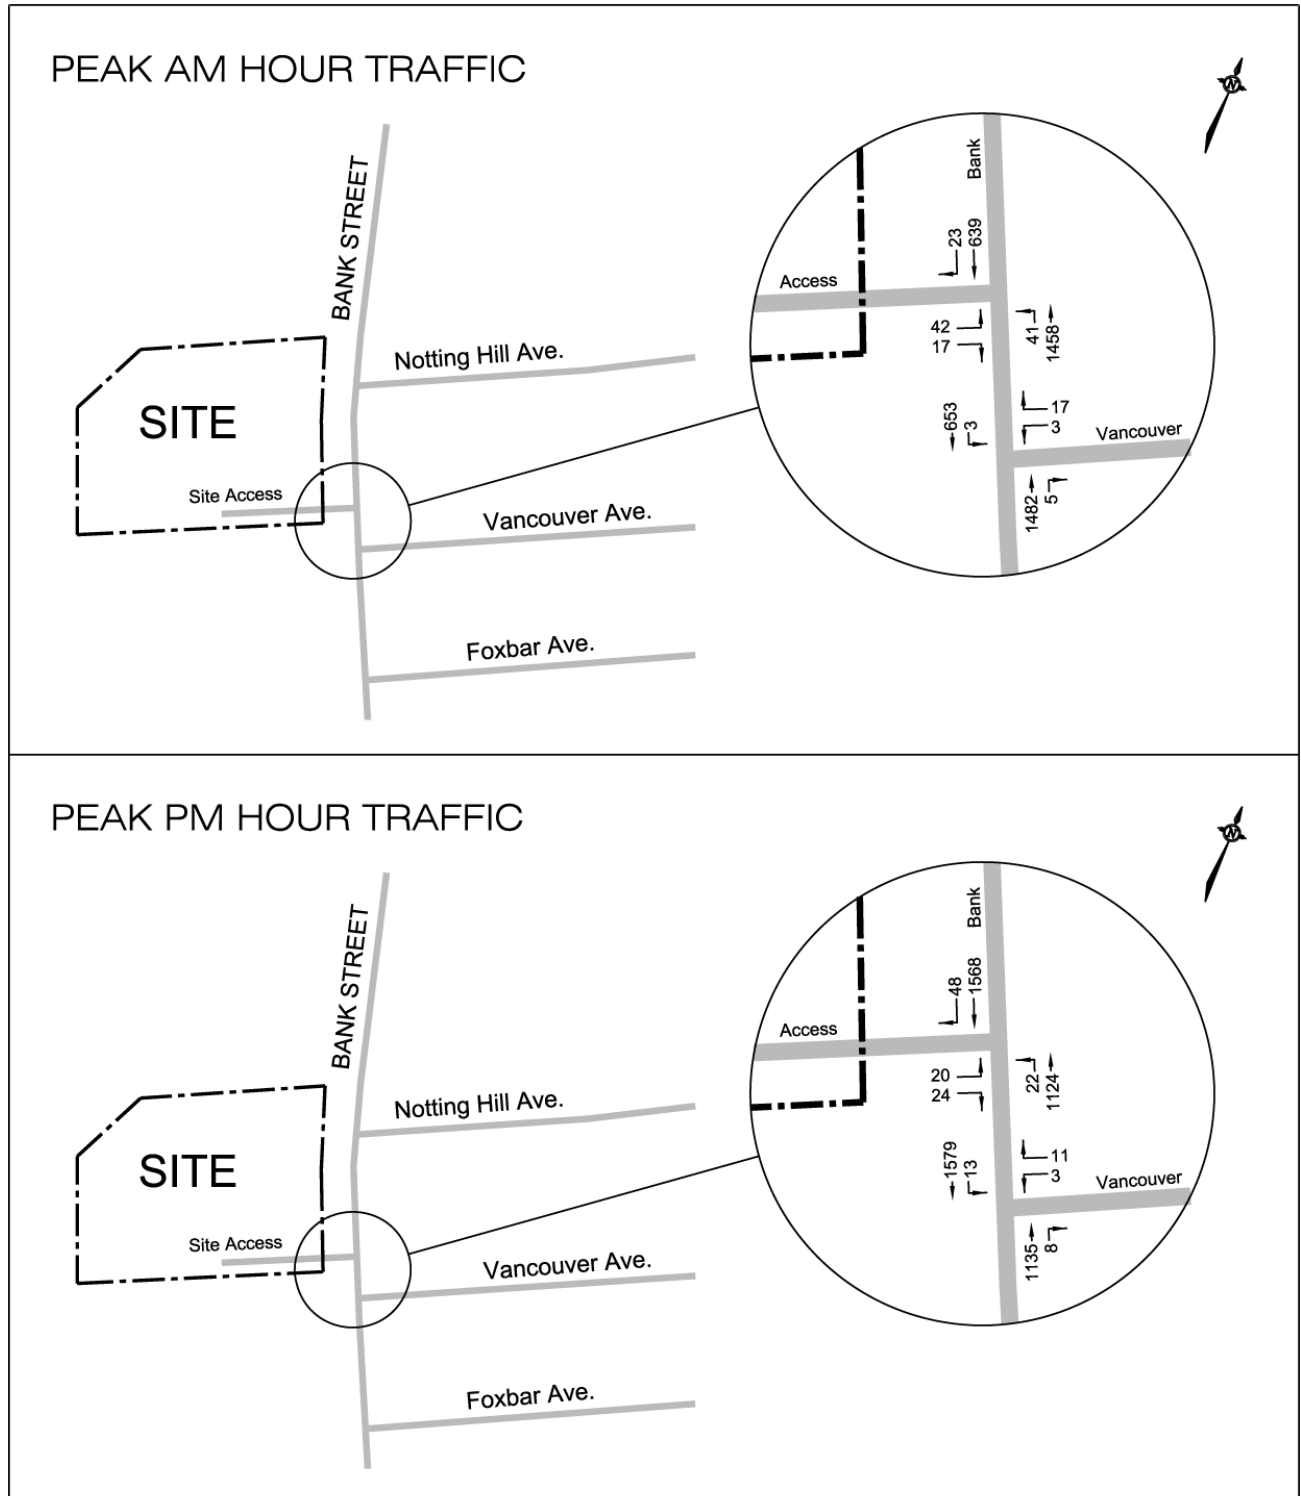 PEAK AM HOUR TRAFFIC
N
BANK STREET
Bank
23
639
Access
Notting Hill Ave.
42
17
41
1458
SITE
653
3
17
3
Vancouver
Site Access
Vancouver Ave.
1482
5
Foxbar Ave.
PEAK PM HOUR TRAFFIC
N
BANK STREET
Bank
48
1568
Access
Notting Hill Ave.
20
24
22
1124
SITE
1579
13
11
3
Vancouver
Site Access
Vancouver Ave.
1135
8
Foxbar Ave.